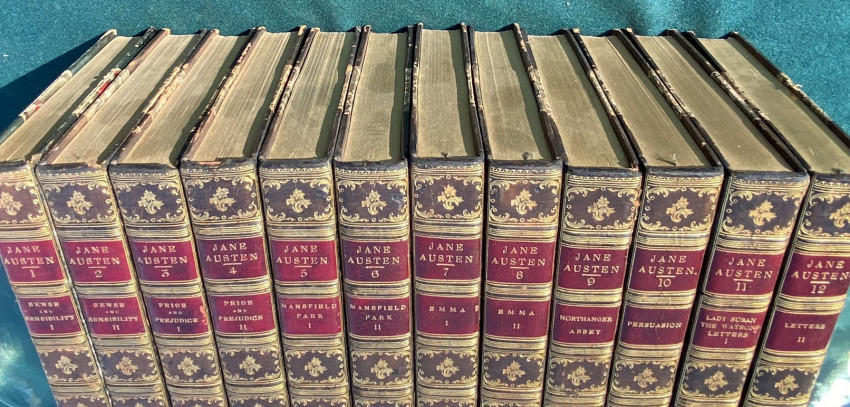 JANE
AUSTEN
1
SENSE
AND
SENSIBILITY
I
JANE
AUSTEN
2
SENSE
AND
SENSIBILITY
II
JANE
AUSTEN
3
PRIDE
AND
PREJUDICE
I
JANE
AUSTEN
4
PRIDE
AND
PREJUDICE
II
JANE
AUSTEN
5
MANSFIELD
PARK
I
JANE
AUSTEN
6
MANSFIELD
PARK
II
JANE
AUSTEN
7
EMMA
I
JANE
AUSTEN
8
EMMA
II
JANE
AUSTEN
9
NORTHANGER
ABBEY
JANE
AUSTEN
10
PERSUASION
JANE
AUSTEN
11
LADY SUSAN
THE WATSONS
LETTERS
I
JANE
AUSTEN
12
LETTERS
II